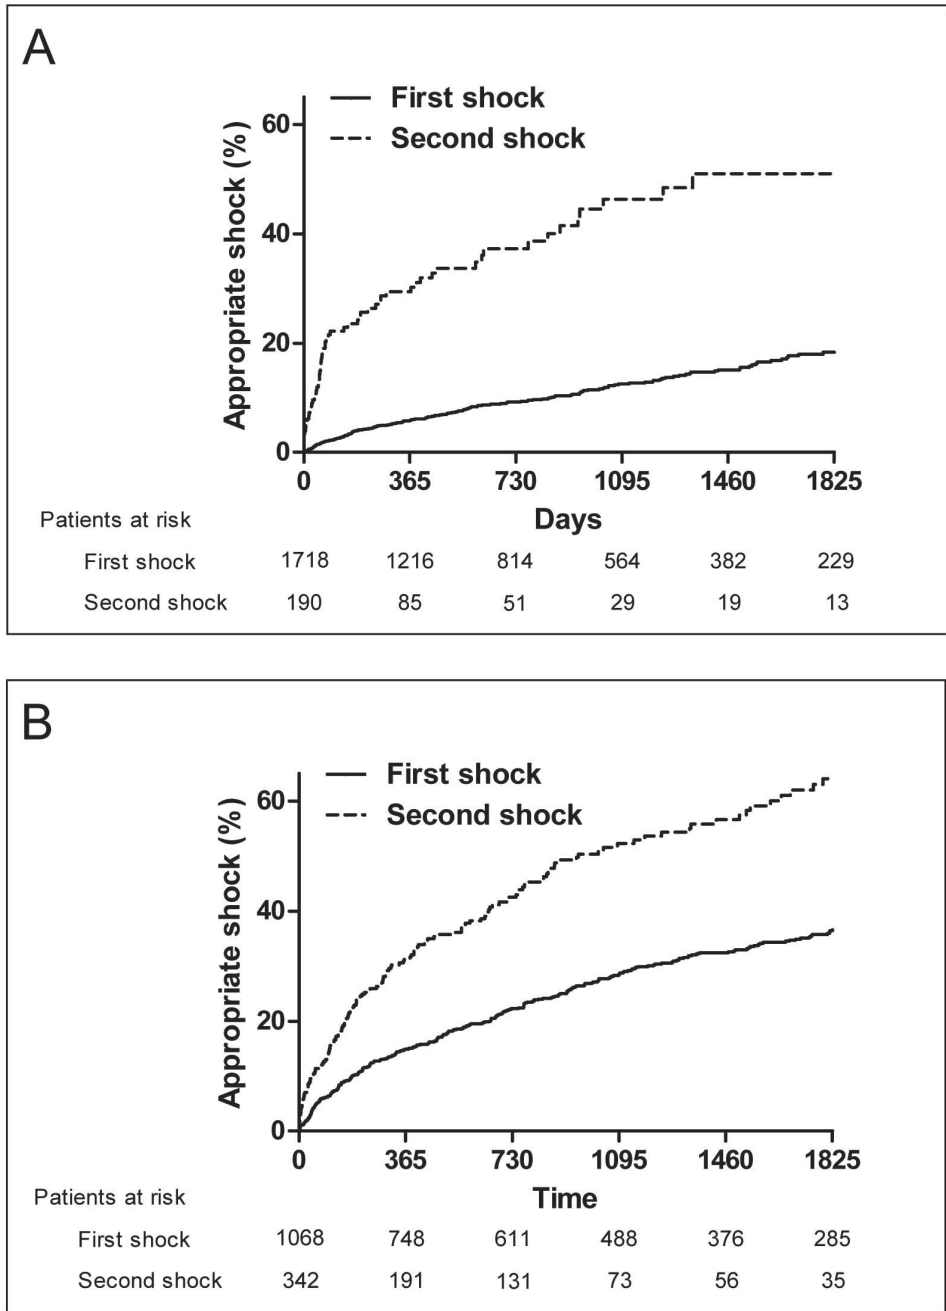 A
First shock
Second shock
Appropriate shock (%)
60
40
20
0
0 365 730 1095 1460 1825
Days
Patients at risk
First shock 1718 1216 814 564 382 229
Second shock 190 85 51 29 19 13
B
First shock
Second shock
Appropriate shock (%)
60
40
20
0
0 365 730 1095 1460 1825
Time
Patients at risk
First shock 1068 748 611 488 376 285
Second shock 342 191 131 73 56 35